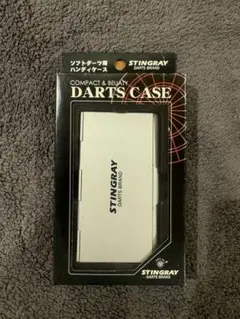 ソフトダーツ用
ハンディケース
STINGRAY
DARTS BRAND
COMPACT & BEUATY
DARTS CASE
STINGRAY
DARTS BRAND
STINGRAY
DARTS BRAND